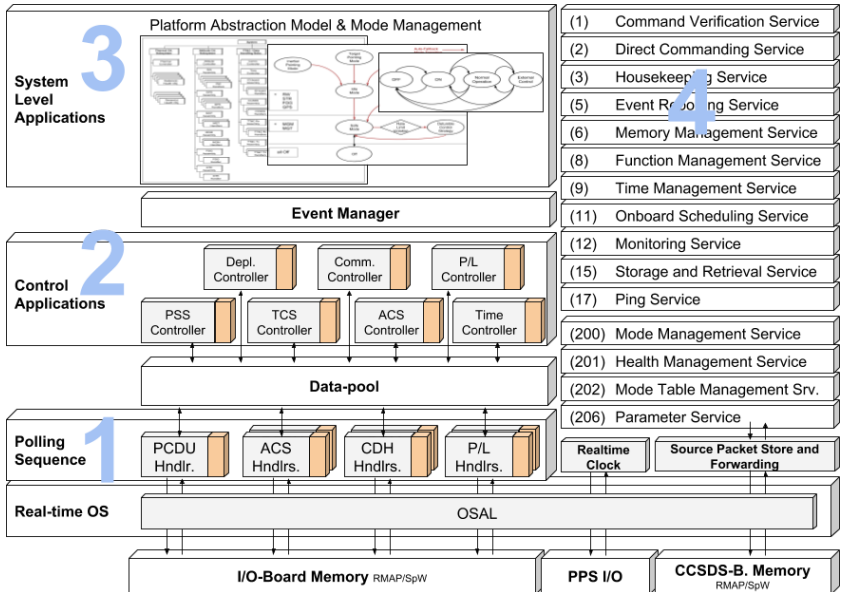 Platform Abstraction Model & Mode Management
3
System
Level
Applications
Event Manager
2
Control
Applications
Depl.
Controller
Comm.
Controller
P/L
Controller
PSS
Controller
TCS
Controller
ACS
Controller
Time
Controller
Data-pool
1
Polling
Sequence
PCDU
Hndlr.
ACS
Hndlrs.
CDH
Hndlrs.
P/L
Hndlrs.
Real-time OS
OSAL
I/O-Board Memory RMAP/SpW
PPS I/O
CCSDS-B. Memory
RMAP/SpW
4
(1) Command Verification Service
(2) Direct Commanding Service
(3) Housekeeping Service
(5) Event Reporting Service
(6) Memory Management Service
(8) Function Management Service
(9) Time Management Service
(11) Onboard Scheduling Service
(12) Monitoring Service
(15) Storage and Retrieval Service
(17) Ping Service
(200) Mode Management Service
(201) Health Management Service
(202) Mode Table Management Srv.
(206) Parameter Service
Realtime
Clock
Source Packet Store and
Forwarding